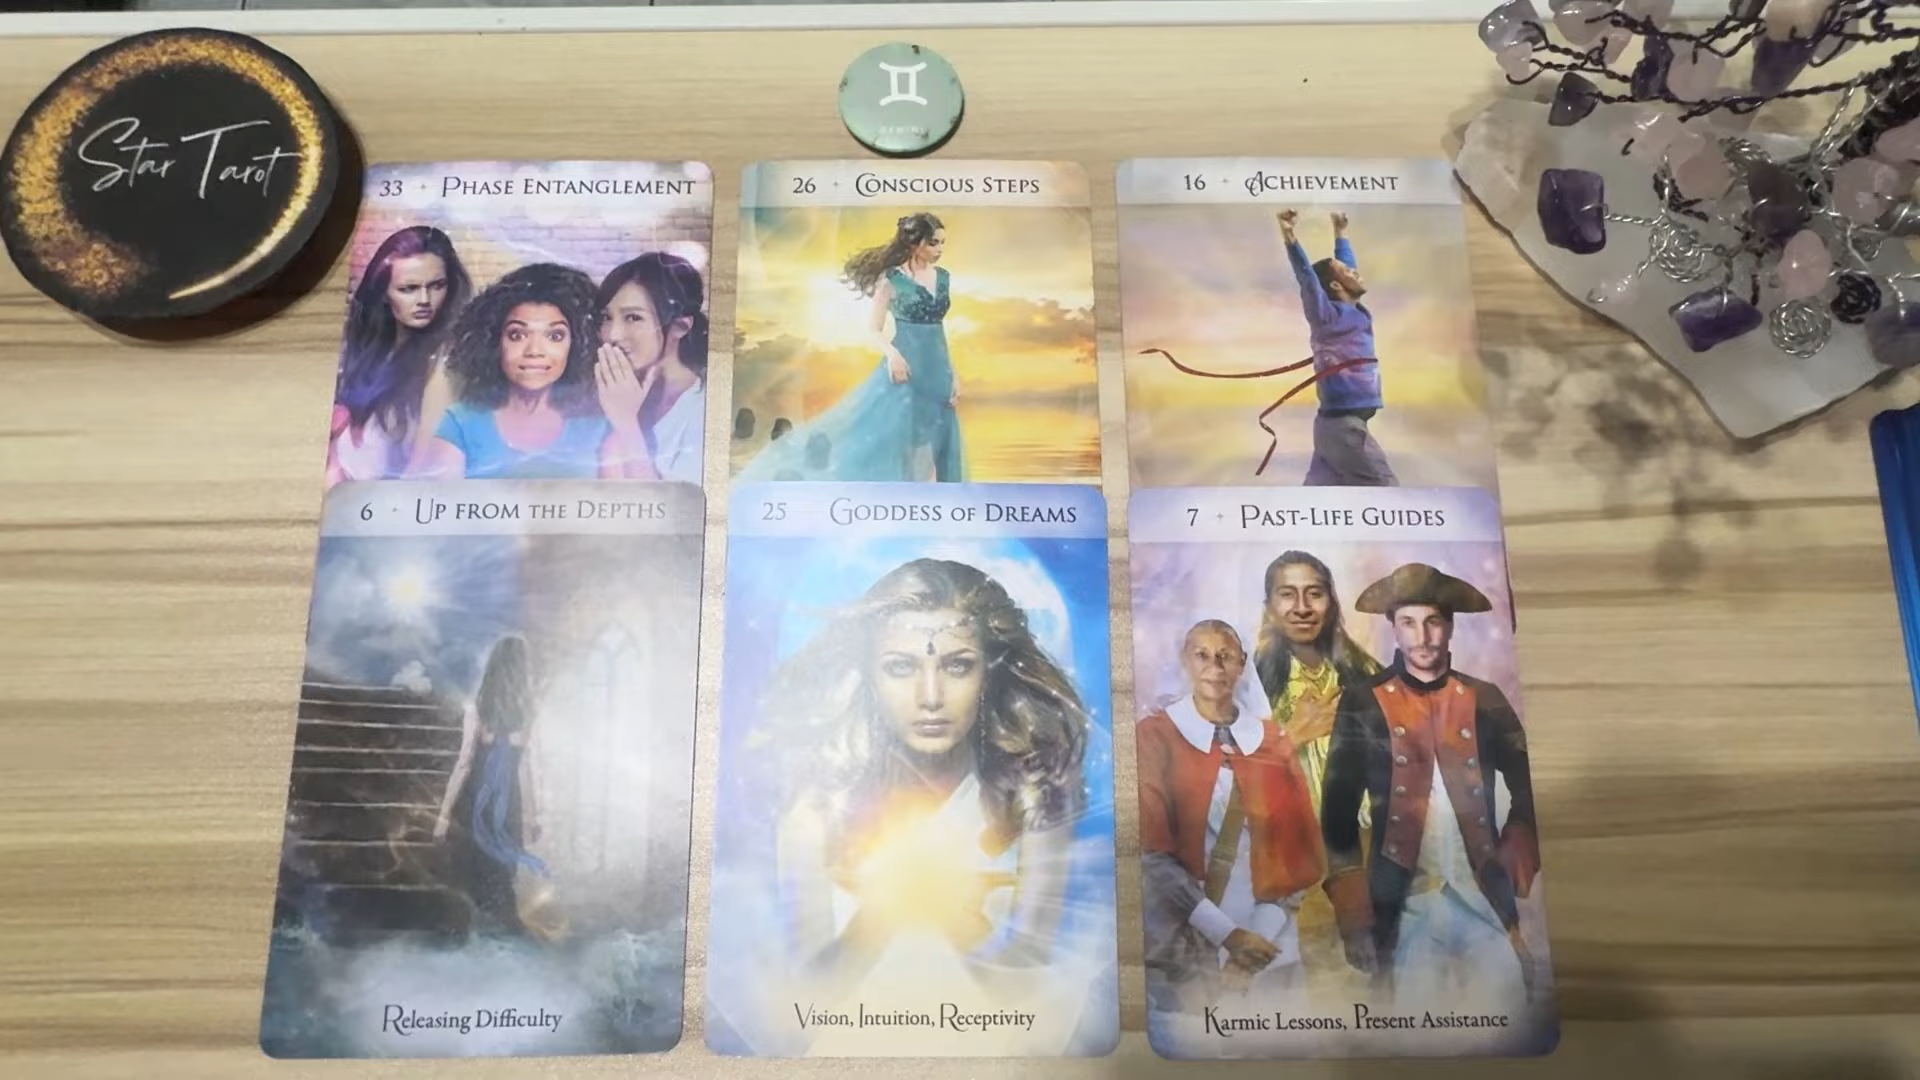 Star Tarot
GEMINI
33 PHASE ENTANGLEMENT
26 CONSCIOUS STEPS
16 ACHIEVEMENT
6 UP FROM THE DEPTHS
25 GODDESS OF DREAMS
7 PAST-LIFE GUIDES
Releasing Difficulty
Vision, Intuition, Receptivity
Karmic Lessons, Present Assistance